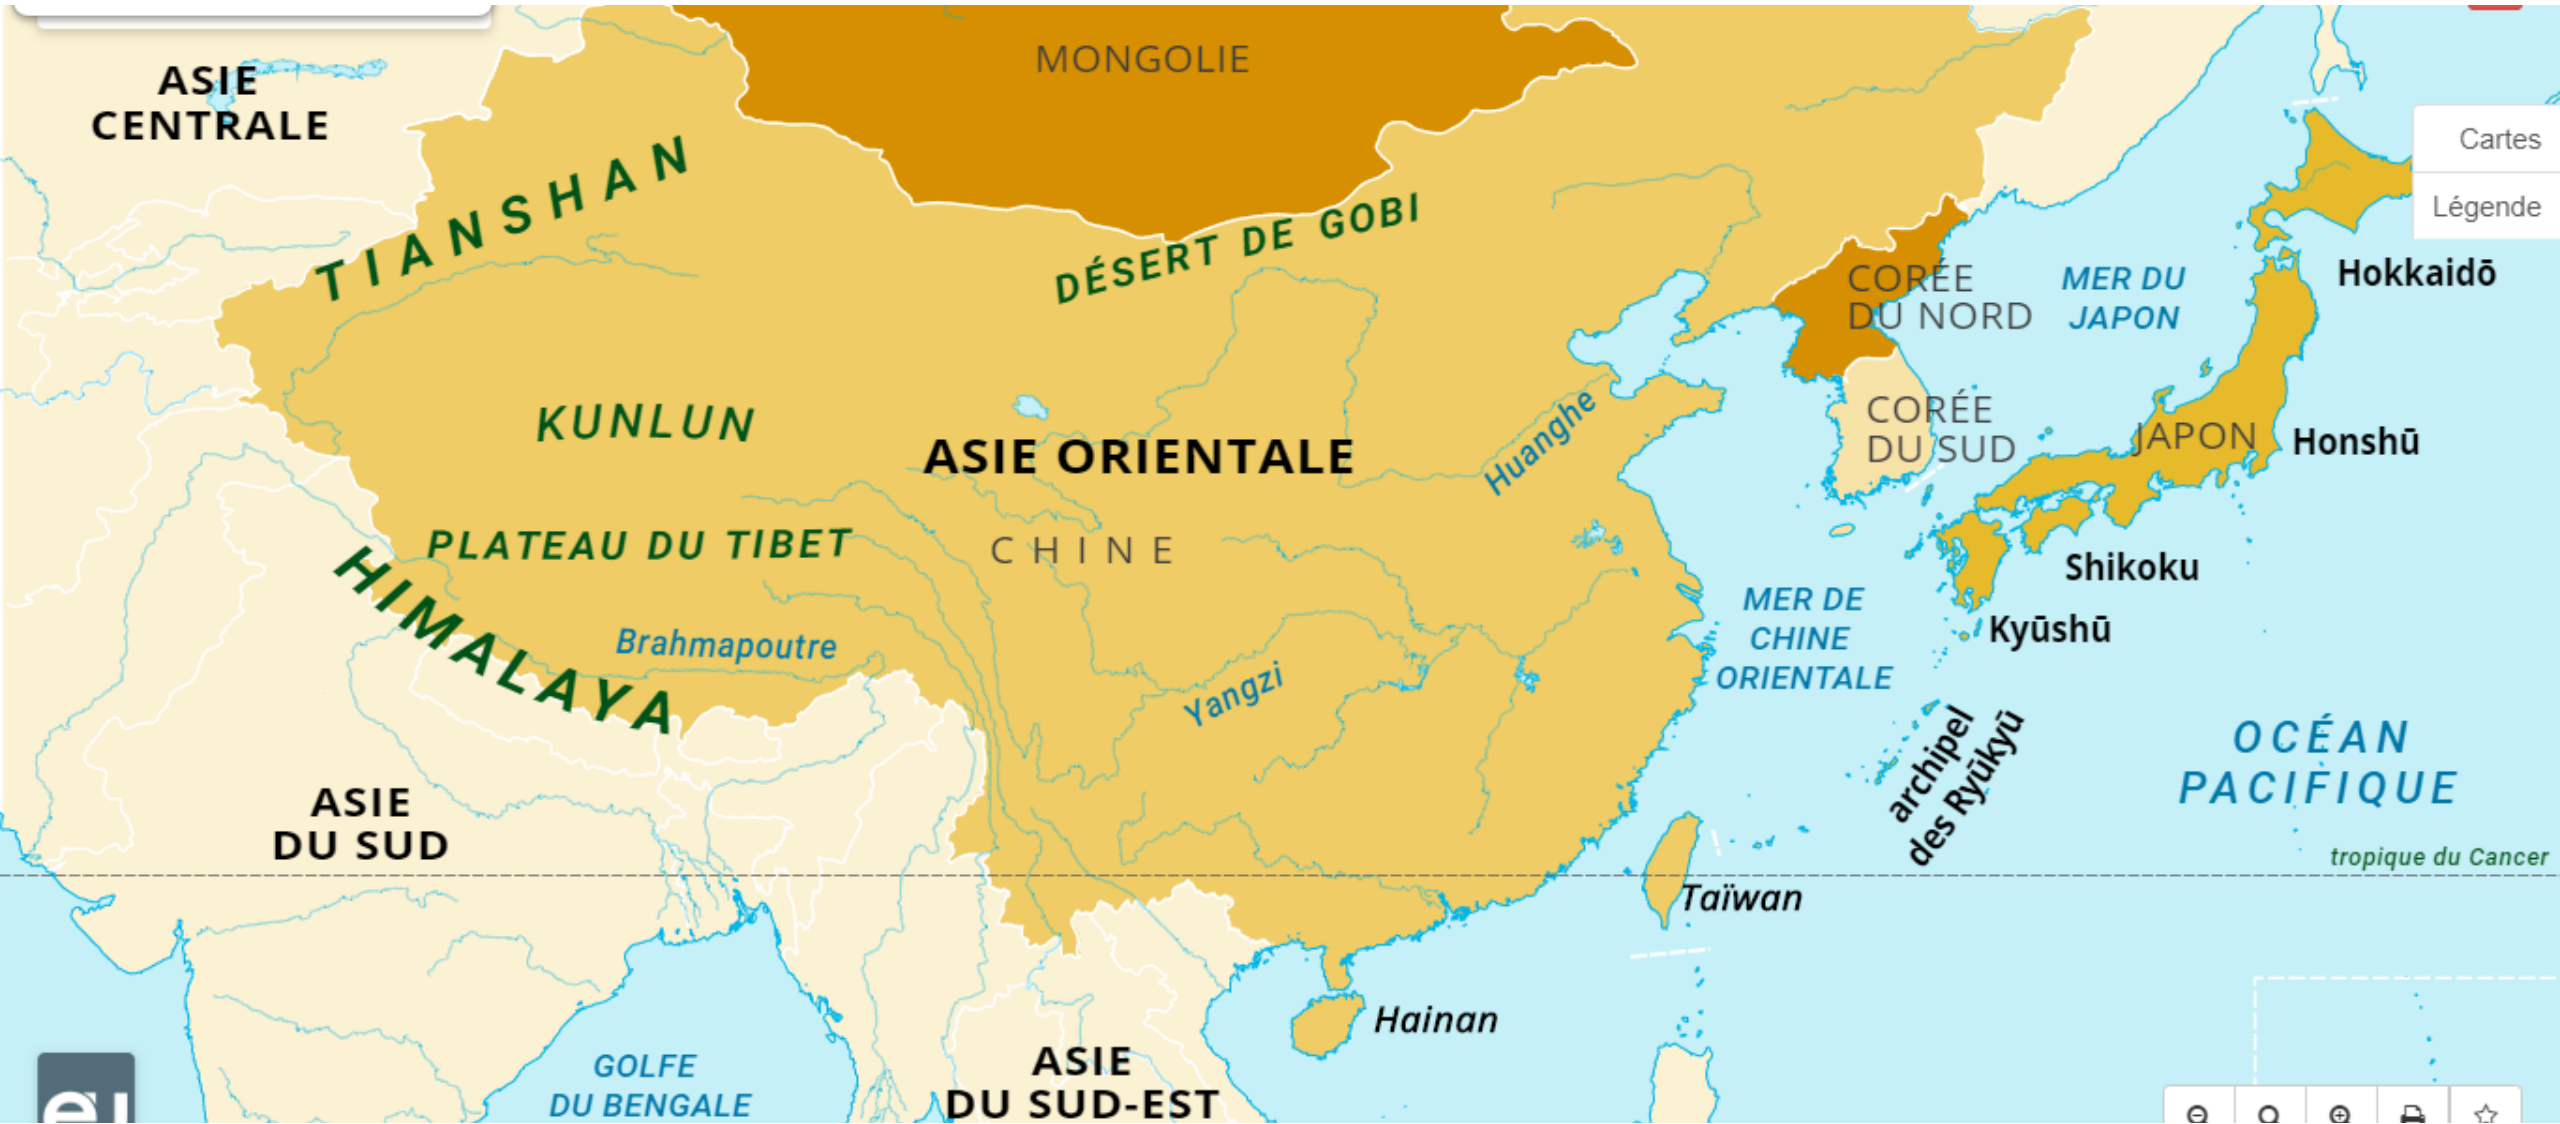 MONGOLIE
ASIE
CENTRALE
Cartes
Légende
TIANSHAN
DÉSERT DE GOBI
CORÉE
DU NORD
MER DU
JAPON
Hokkaidō
KUNLUN
ASIE ORIENTALE
Huanghe
CORÉE
DU SUD
JAPON
Honshū
PLATEAU DU TIBET
CHINE
HIMALAYA
Shikoku
MER DE
CHINE
ORIENTALE
Kyūshū
Brahmapoutre
Yangzi
archipel
des Ryūkyū
OCÉAN
PACIFIQUE
ASIE
DU SUD
tropique du Cancer
Taïwan
Hainan
GOLFE
DU BENGALE
ASIE
DU SUD-EST